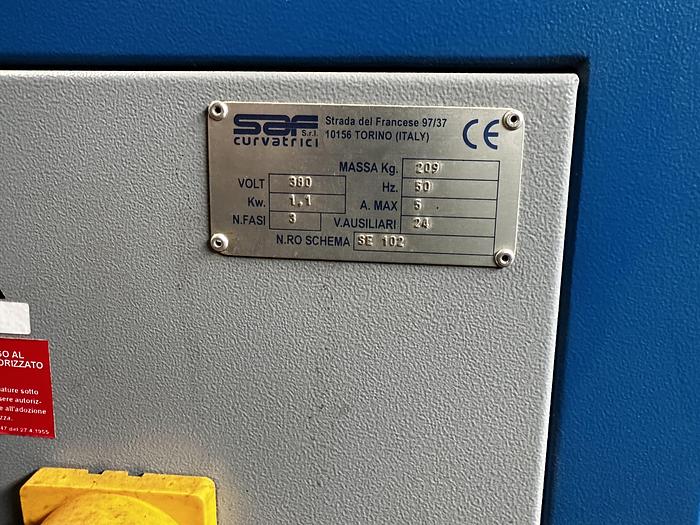 saf S.r.l.
curvatrici
Strada del Francese 97/37
10156 TORINO (ITALY)
CE
MASSA Kg. 209
VOLT 380 Hz. 50
Kw. 1,1 A. MAX 5
N.FASI 3 V.AUSILIARI 24
N.RO SCHEMA SE 102
SO AL
ORIZZATO
ature sotto
sere autoriz-
e all'adozione
zza.
47 del 27.4.1955